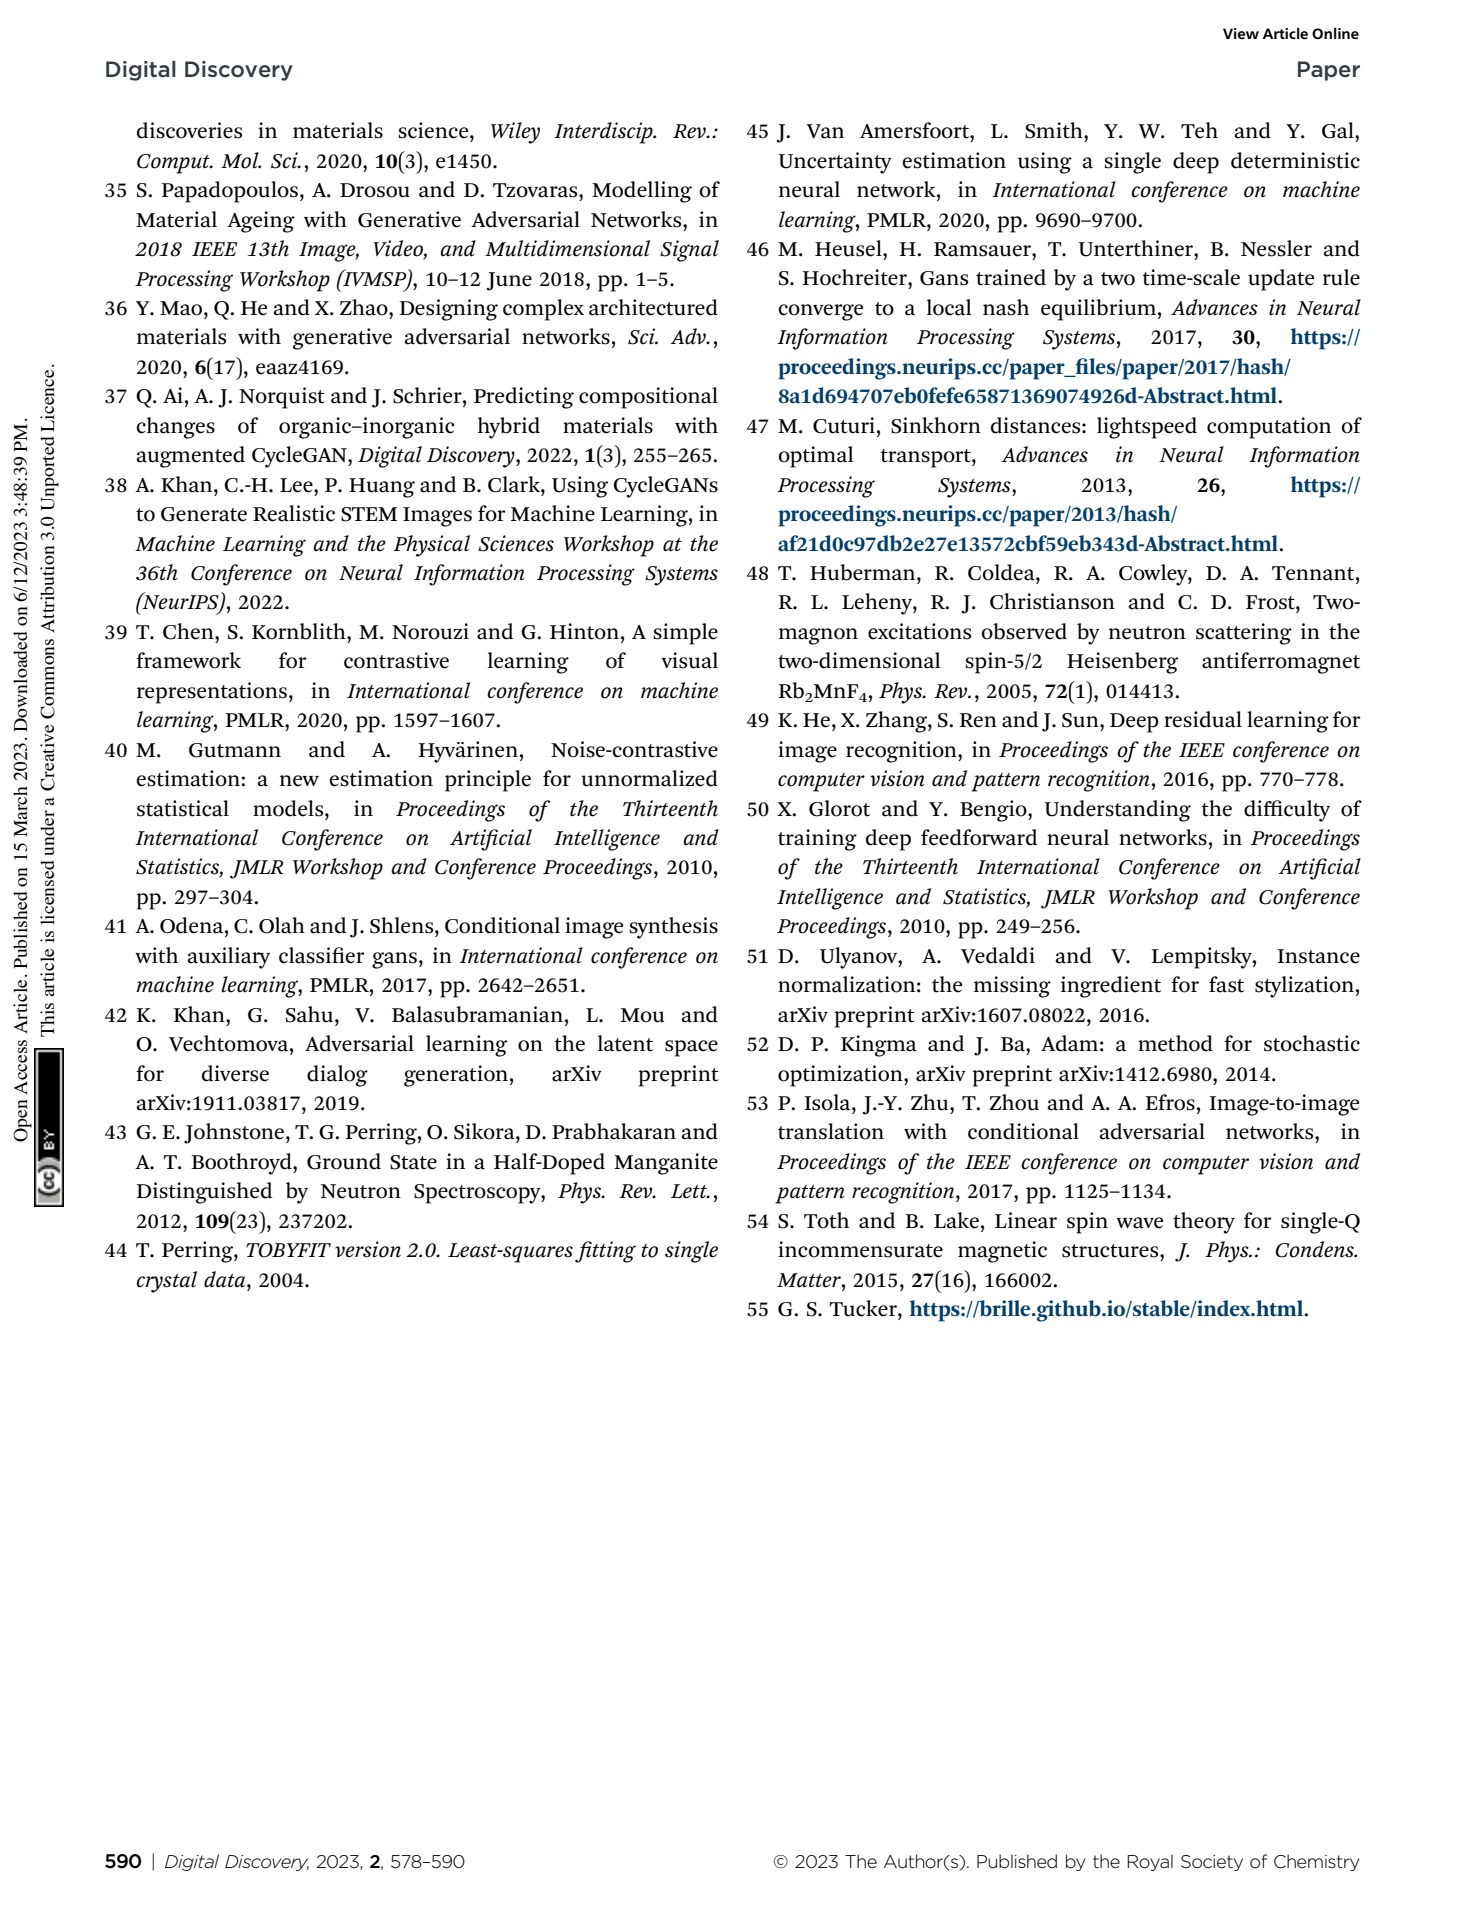 View Article Online
Digital Discovery
Paper
discoveries in materials science, Wiley Interdiscip. Rev.:
Comput. Mol. Sci., 2020, 10(3), e1450.
35 S. Papadopoulos, A. Drosou and D. Tzovaras, Modelling of
Material Ageing with Generative Adversarial Networks, in
2018 IEEE 13th Image, Video, and Multidimensional Signal
Processing Workshop (IVMSP), 10–12 June 2018, pp. 1–5.
36 Y. Mao, Q. He and X. Zhao, Designing complex architectured
materials with generative adversarial networks, Sci. Adv.,
2020, 6(17), eaaz4169.
37 Q. Ai, A. J. Norquist and J. Schrier, Predicting compositional
changes of organic–inorganic hybrid materials with
augmented CycleGAN, Digital Discovery, 2022, 1(3), 255–265.
38 A. Khan, C.-H. Lee, P. Huang and B. Clark, Using CycleGANs
to Generate Realistic STEM Images for Machine Learning, in
Machine Learning and the Physical Sciences Workshop at the
36th Conference on Neural Information Processing Systems
(NeurIPS), 2022.
39 T. Chen, S. Kornblith, M. Norouzi and G. Hinton, A simple
framework for contrastive learning of visual
representations, in International conference on machine
learning, PMLR, 2020, pp. 1597–1607.
40 M. Gutmann and A. Hyvärinen, Noise-contrastive
estimation: a new estimation principle for unnormalized
statistical models, in Proceedings of the Thirteenth
International Conference on Artificial Intelligence and
Statistics, JMLR Workshop and Conference Proceedings, 2010,
pp. 297–304.
41 A. Odena, C. Olah and J. Shlens, Conditional image synthesis
with auxiliary classifier gans, in International conference on
machine learning, PMLR, 2017, pp. 2642–2651.
42 K. Khan, G. Sahu, V. Balasubramanian, L. Mou and
O. Vechtomova, Adversarial learning on the latent space
for diverse dialog generation, arXiv preprint
arXiv:1911.03817, 2019.
43 G. E. Johnstone, T. G. Perring, O. Sikora, D. Prabhakaran and
A. T. Boothroyd, Ground State in a Half-Doped Manganite
Distinguished by Neutron Spectroscopy, Phys. Rev. Lett.,
2012, 109(23), 237202.
44 T. Perring, TOBYFIT version 2.0. Least-squares fitting to single
crystal data, 2004.
45 J. Van Amersfoort, L. Smith, Y. W. Teh and Y. Gal,
Uncertainty estimation using a single deep deterministic
neural network, in International conference on machine
learning, PMLR, 2020, pp. 9690–9700.
46 M. Heusel, H. Ramsauer, T. Unterthiner, B. Nessler and
S. Hochreiter, Gans trained by a two time-scale update rule
converge to a local nash equilibrium, Advances in Neural
Information Processing Systems, 2017, 30, https://
proceedings.neurips.cc/paper_files/paper/2017/hash/
8a1d694707eb0fefe65871369074926d-Abstract.html.
47 M. Cuturi, Sinkhorn distances: lightspeed computation of
optimal transport, Advances in Neural Information
Processing Systems, 2013, 26, https://
proceedings.neurips.cc/paper/2013/hash/
af21d0c97db2e27e13572cbf59eb343d-Abstract.html.
48 T. Huberman, R. Coldea, R. A. Cowley, D. A. Tennant,
R. L. Leheny, R. J. Christianson and C. D. Frost, Two-
magnon excitations observed by neutron scattering in the
two-dimensional spin-5/2 Heisenberg antiferromagnet
Rb₂MnF₄, Phys. Rev., 2005, 72(1), 014413.
49 K. He, X. Zhang, S. Ren and J. Sun, Deep residual learning for
image recognition, in Proceedings of the IEEE conference on
computer vision and pattern recognition, 2016, pp. 770–778.
50 X. Glorot and Y. Bengio, Understanding the difficulty of
training deep feedforward neural networks, in Proceedings
of the Thirteenth International Conference on Artificial
Intelligence and Statistics, JMLR Workshop and Conference
Proceedings, 2010, pp. 249–256.
51 D. Ulyanov, A. Vedaldi and V. Lempitsky, Instance
normalization: the missing ingredient for fast stylization,
arXiv preprint arXiv:1607.08022, 2016.
52 D. P. Kingma and J. Ba, Adam: a method for stochastic
optimization, arXiv preprint arXiv:1412.6980, 2014.
53 P. Isola, J.-Y. Zhu, T. Zhou and A. A. Efros, Image-to-image
translation with conditional adversarial networks, in
Proceedings of the IEEE conference on computer vision and
pattern recognition, 2017, pp. 1125–1134.
54 S. Toth and B. Lake, Linear spin wave theory for single-Q
incommensurate magnetic structures, J. Phys.: Condens.
Matter, 2015, 27(16), 166002.
55 G. S. Tucker, https://brille.github.io/stable/index.html.
Open Access Article. Published on 15 March 2023. Downloaded on 6/12/2023 3:48:39 PM.
This article is licensed under a Creative Commons Attribution 3.0 Unported Licence.
(cc) BY
590 | Digital Discovery, 2023, 2, 578–590
© 2023 The Author(s). Published by the Royal Society of Chemistry